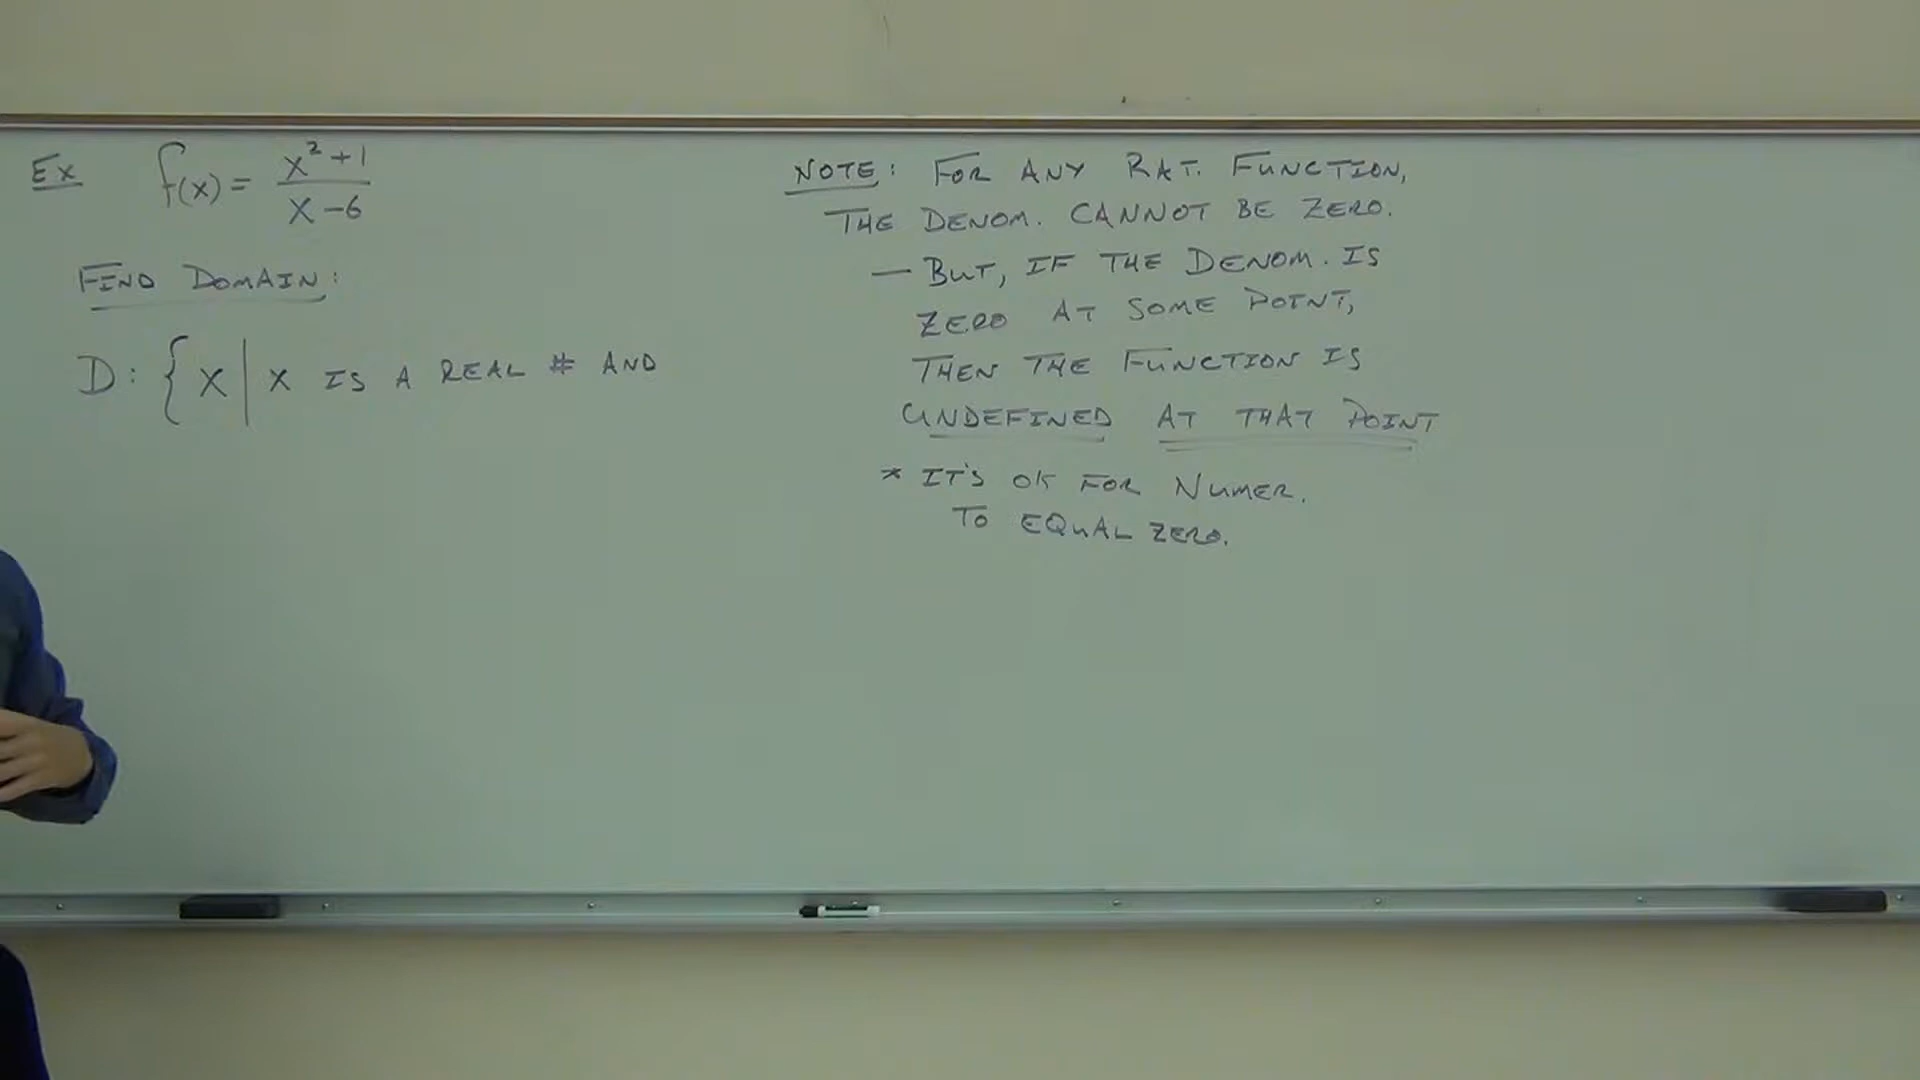 Ex f(x) = x²+1 / x-6
FIND DOMAIN:
D: { x | x IS A REAL # AND
NOTE: FOR ANY RAT. FUNCTION,
THE DENOM. CANNOT BE ZERO.
— BUT, IF THE DENOM. IS
ZERO AT SOME POINT,
THEN THE FUNCTION IS
UNDEFINED AT THAT POINT
* IT'S OK FOR NUMER.
TO EQUAL ZERO.